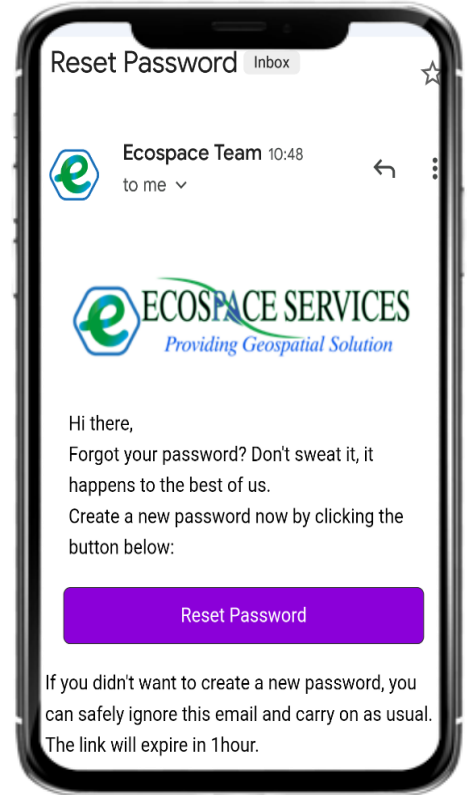 Reset Password Inbox
Ecospace Team 10:48
to me
ECOSPACE SERVICES
Providing Geospatial Solution
Hi there,
Forgot your password? Don't sweat it, it
happens to the best of us.
Create a new password now by clicking the
button below:
Reset Password
If you didn't want to create a new password, you
can safely ignore this email and carry on as usual.
The link will expire in 1hour.